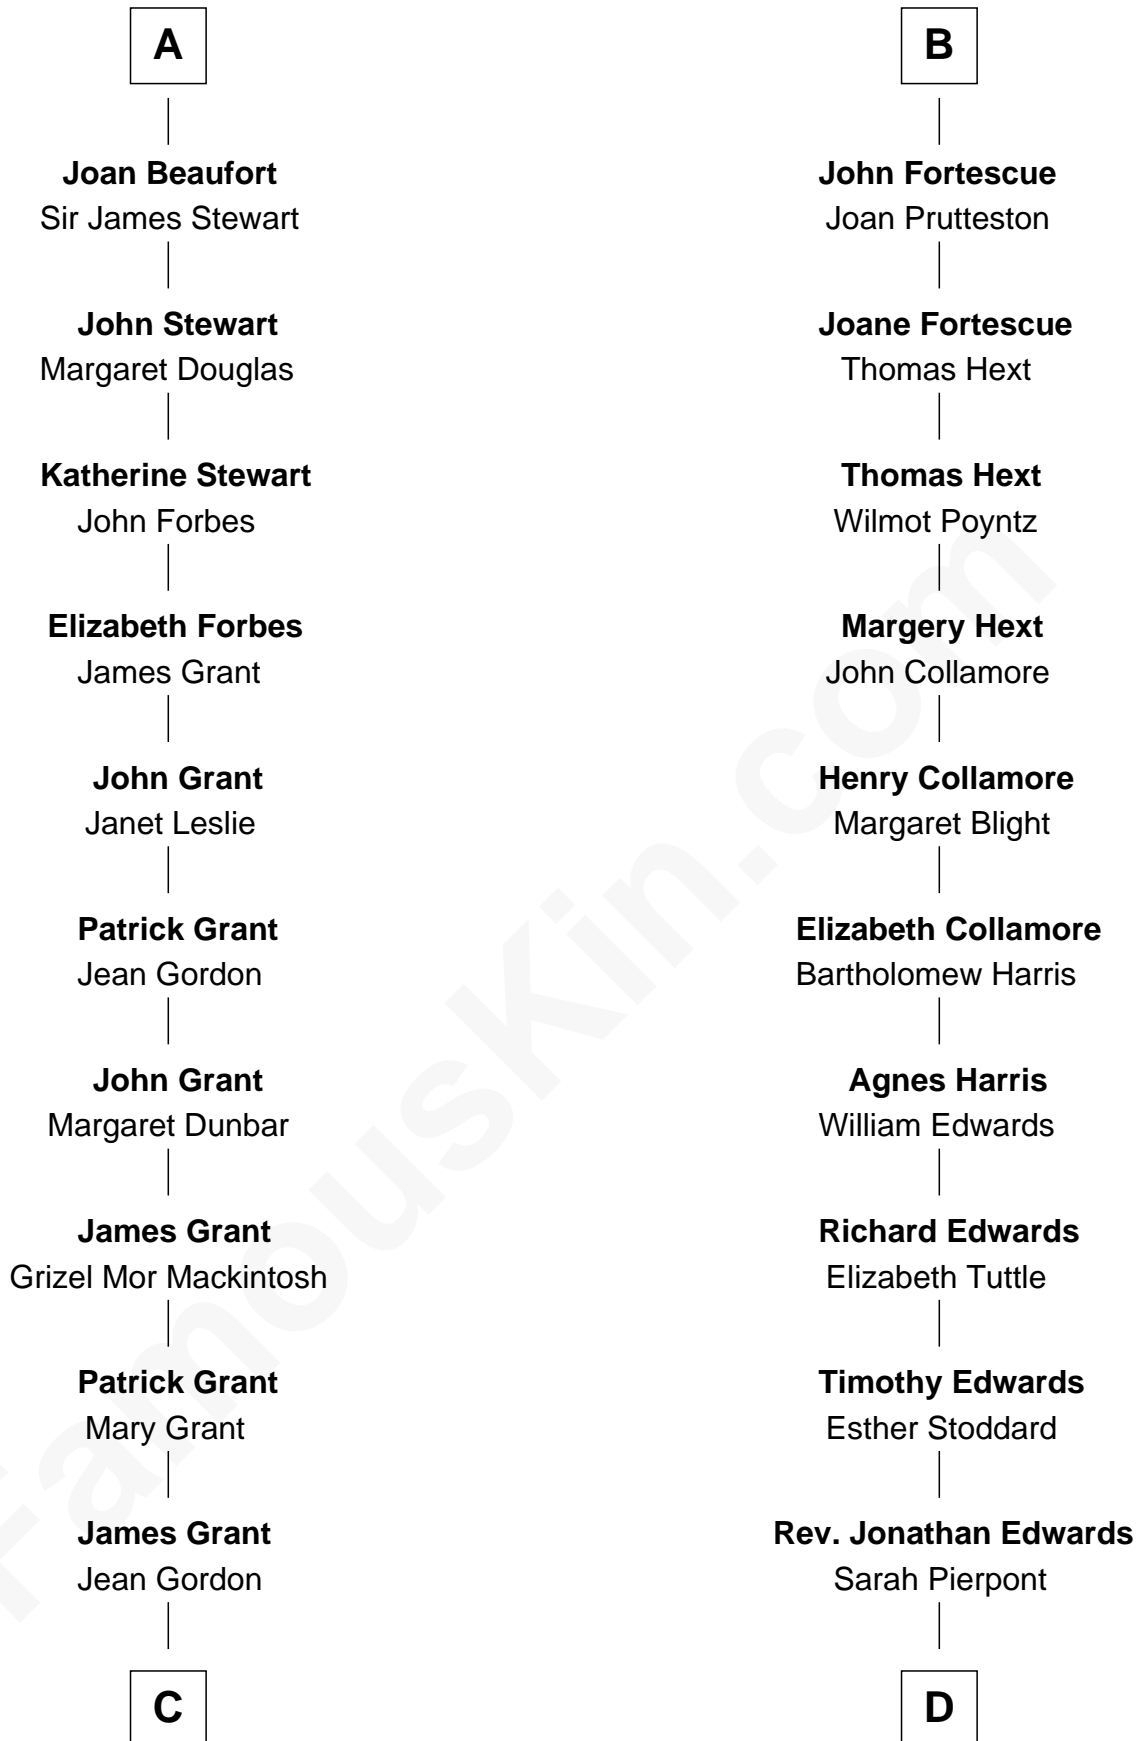 A
Joan Beaufort
Sir James Stewart
John Stewart
Margaret Douglas
Katherine Stewart
John Forbes
Elizabeth Forbes
James Grant
John Grant
Janet Leslie
Patrick Grant
Jean Gordon
John Grant
Margaret Dunbar
James Grant
Grizel Mor Mackintosh
Patrick Grant
Mary Grant
James Grant
Jean Gordon
C
B
John Fortescue
Joan Prutteston
Joane Fortescue
Thomas Hext
Thomas Hext
Wilmot Poyntz
Margery Hext
John Collamore
Henry Collamore
Margaret Blight
Elizabeth Collamore
Bartholomew Harris
Agnes Harris
William Edwards
Richard Edwards
Elizabeth Tuttle
Timothy Edwards
Esther Stoddard
Rev. Jonathan Edwards
Sarah Pierpont
D
FamousKin.com